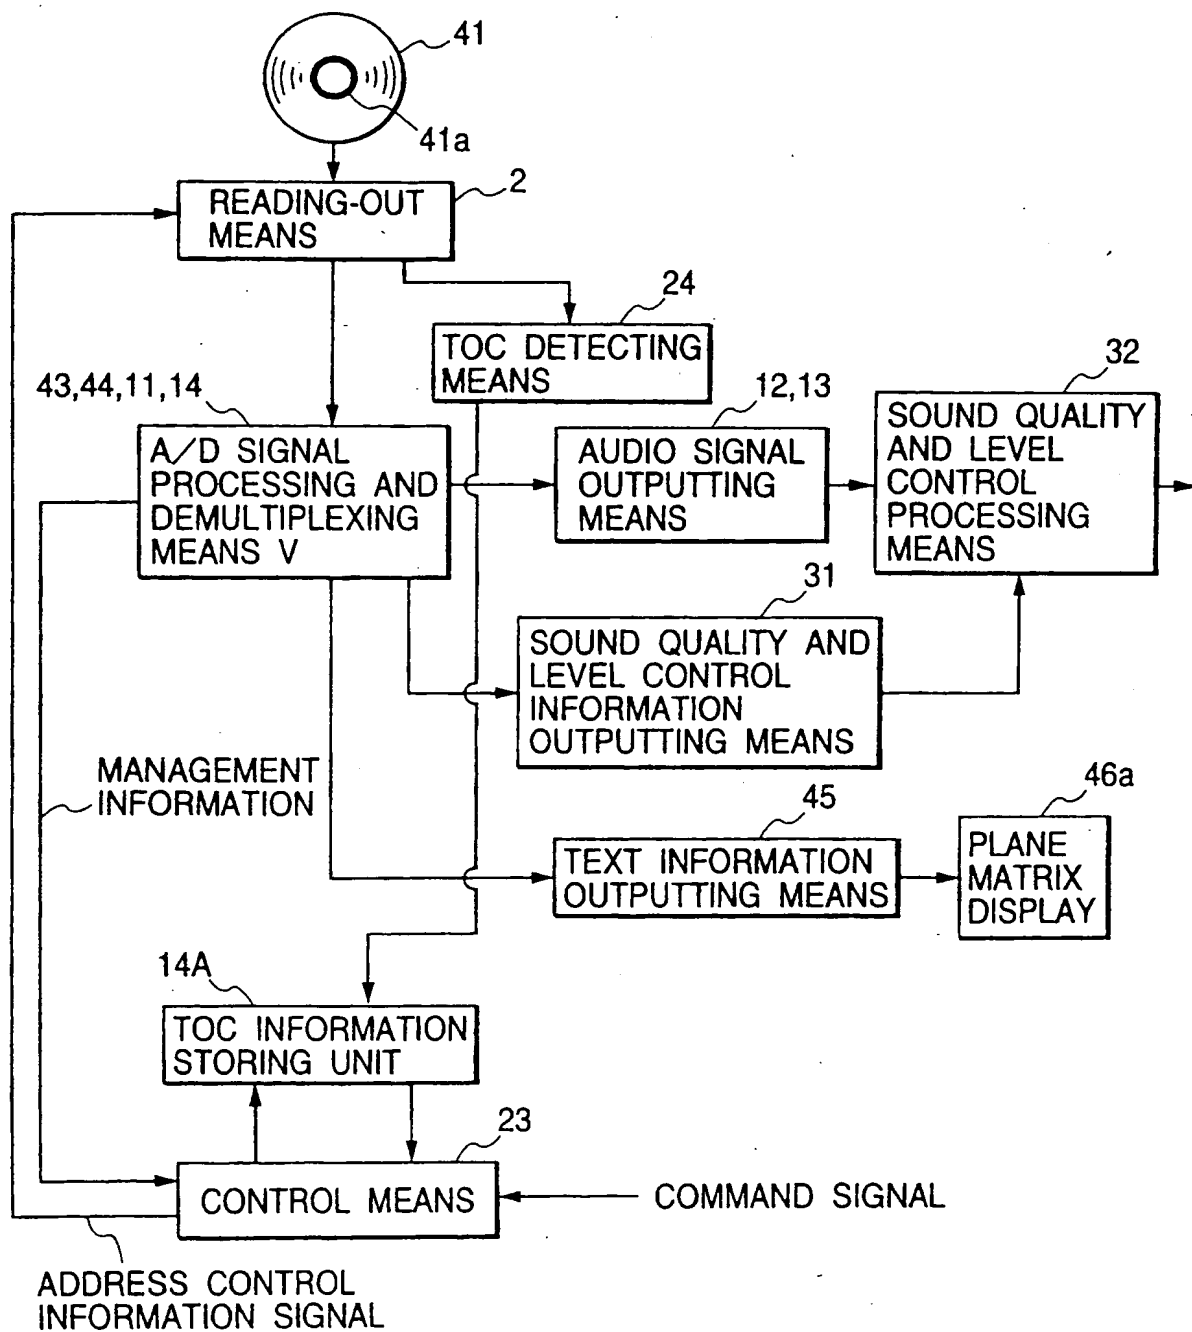 41
41a
2
READING-OUT
MEANS
24
TOC DETECTING
MEANS
43,44,11,14
A/D SIGNAL
PROCESSING AND
DEMULTIPLEXING
MEANS V
12,13
AUDIO SIGNAL
OUTPUTTING
MEANS
32
SOUND QUALITY
AND LEVEL
CONTROL
PROCESSING
MEANS
31
SOUND QUALITY AND
LEVEL CONTROL
INFORMATION
OUTPUTTING MEANS
MANAGEMENT
INFORMATION
45
TEXT INFORMATION
OUTPUTTING MEANS
46a
PLANE
MATRIX
DISPLAY
14A
TOC INFORMATION
STORING UNIT
23
CONTROL MEANS
COMMAND SIGNAL
ADDRESS CONTROL
INFORMATION SIGNAL